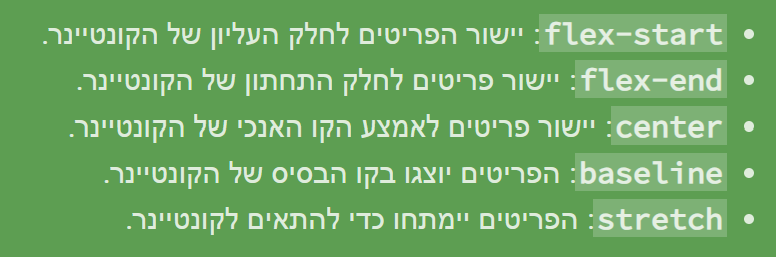 • flex-start: יישור הפריטים לחלק העליון של הקונטיינר.
• flex-end: יישור פריטים לחלק התחתון של הקונטיינר.
• center: יישור פריטים לאמצע הקו האנכי של הקונטיינר.
• baseline: הפריטים יוצגו בקו הבסיס של הקונטיינר.
• stretch: הפריטים יימתחו כדי להתאים לקונטיינר.